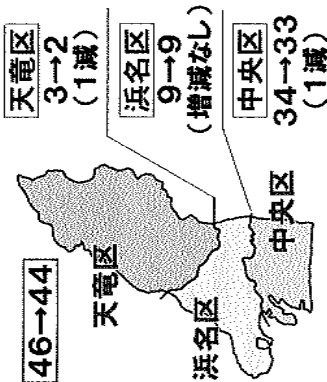 46→44
天竜区
浜名区
中央区
天竜区
3→2
(1減)
浜名区
9→9
(増減なし)
中央区
34→33
(1減)